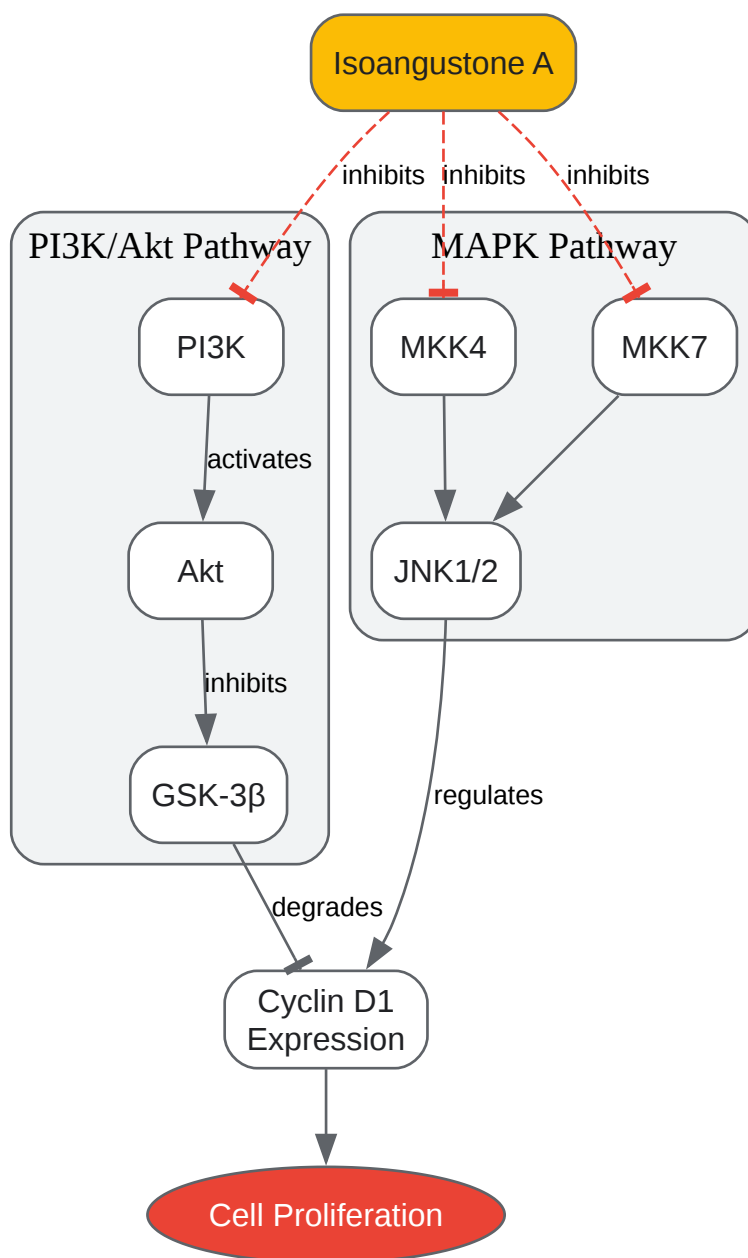 Isoangustone A
inhibits
inhibits
inhibits
PI3K/Akt Pathway
MAPK Pathway
PI3K
MKK4
MKK7
activates
Akt
JNK1/2
inhibits
GSK-3β
regulates
degrades
Cyclin D1
Expression
Cell Proliferation